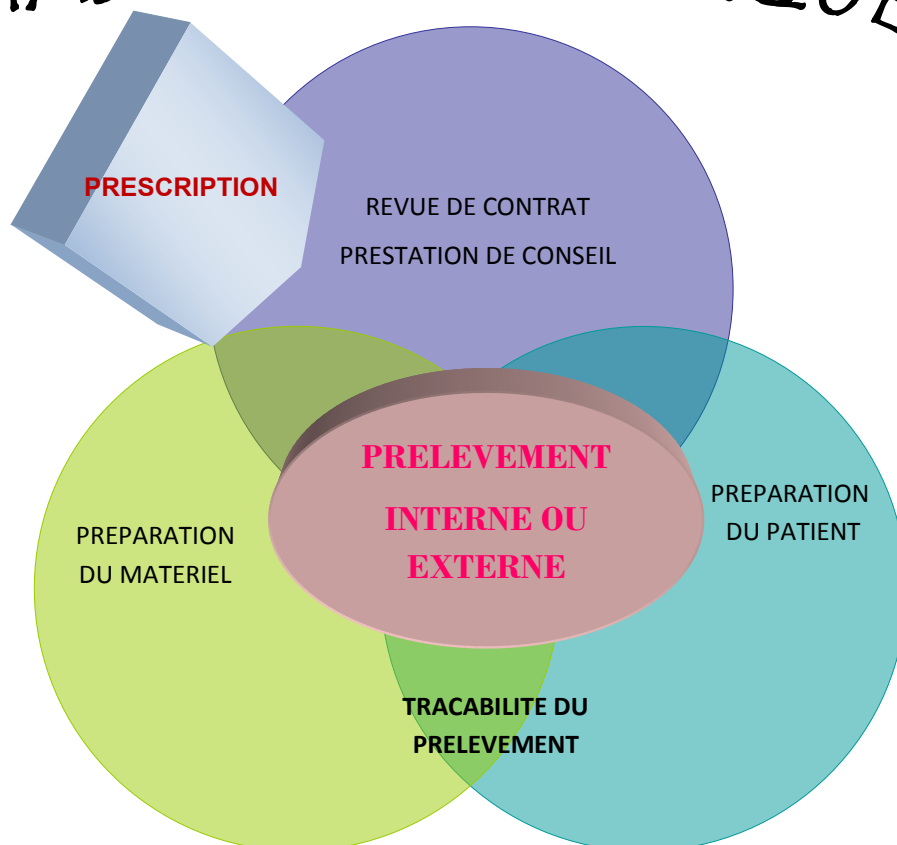 PRESCRIPTION
REVUE DE CONTRAT
PRESTATION DE CONSEIL
PRELEVEMENT
INTERNE OU
EXTERNE
PREPARATION
DU PATIENT
PREPARATION
DU MATERIEL
TRACABILITE DU
PRELEVEMENT